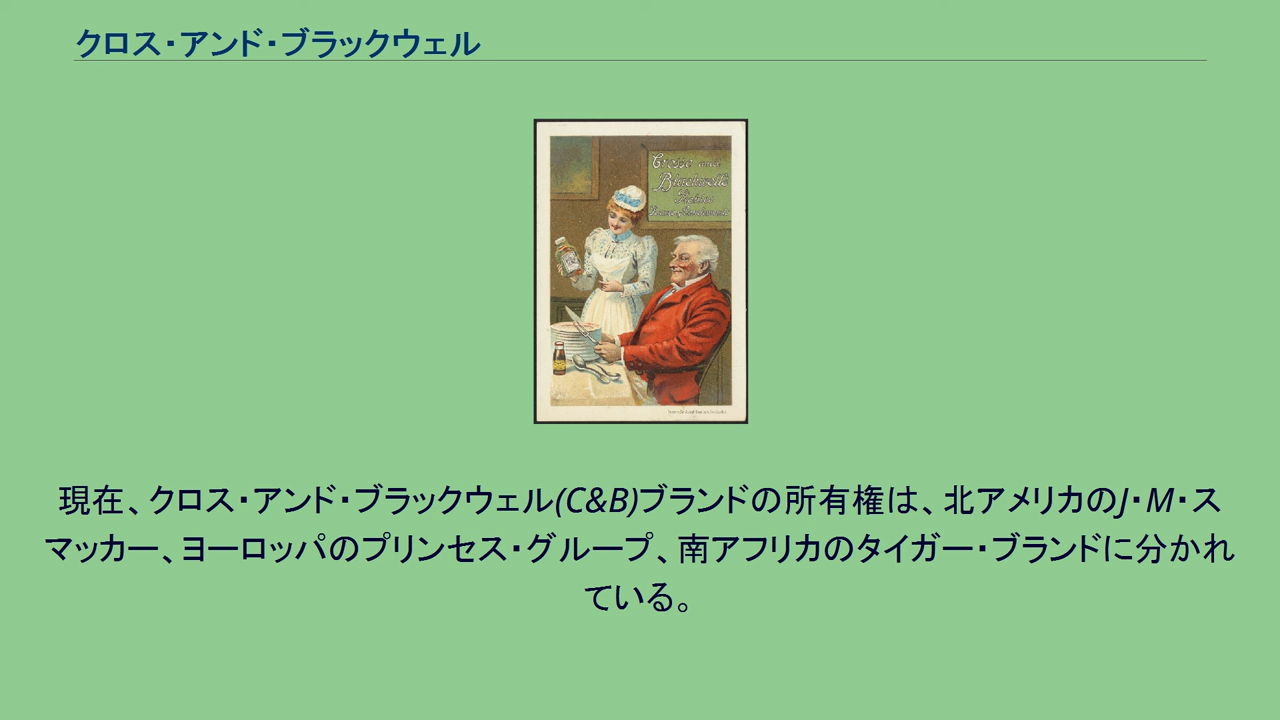 クロス・アンド・ブラックウェル
Crosse and
Blackwell's
現在、クロス・アンド・ブラックウェル(C&B)ブランドの所有権は、北アメリカのJ・M・ス
マッカー、ヨーロッパのプリンセス・グループ、南アフリカのタイガー・ブランドに分かれ
ている。